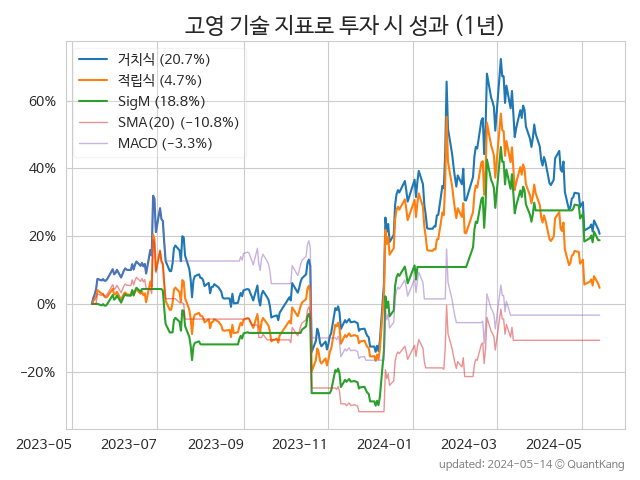 고영 기술 지표로 투자 시 성과 (1년)
거치식 (20.7%)
적립식 (4.7%)
SigM (18.8%)
SMA(20) (−10.8%)
MACD (−3.3%)
60%
40%
20%
0%
−20%
2023-05 2023-07 2023-09 2023-11 2024-01 2024-03 2024-05
updated: 2024-05-14 ⓒ QuantKang